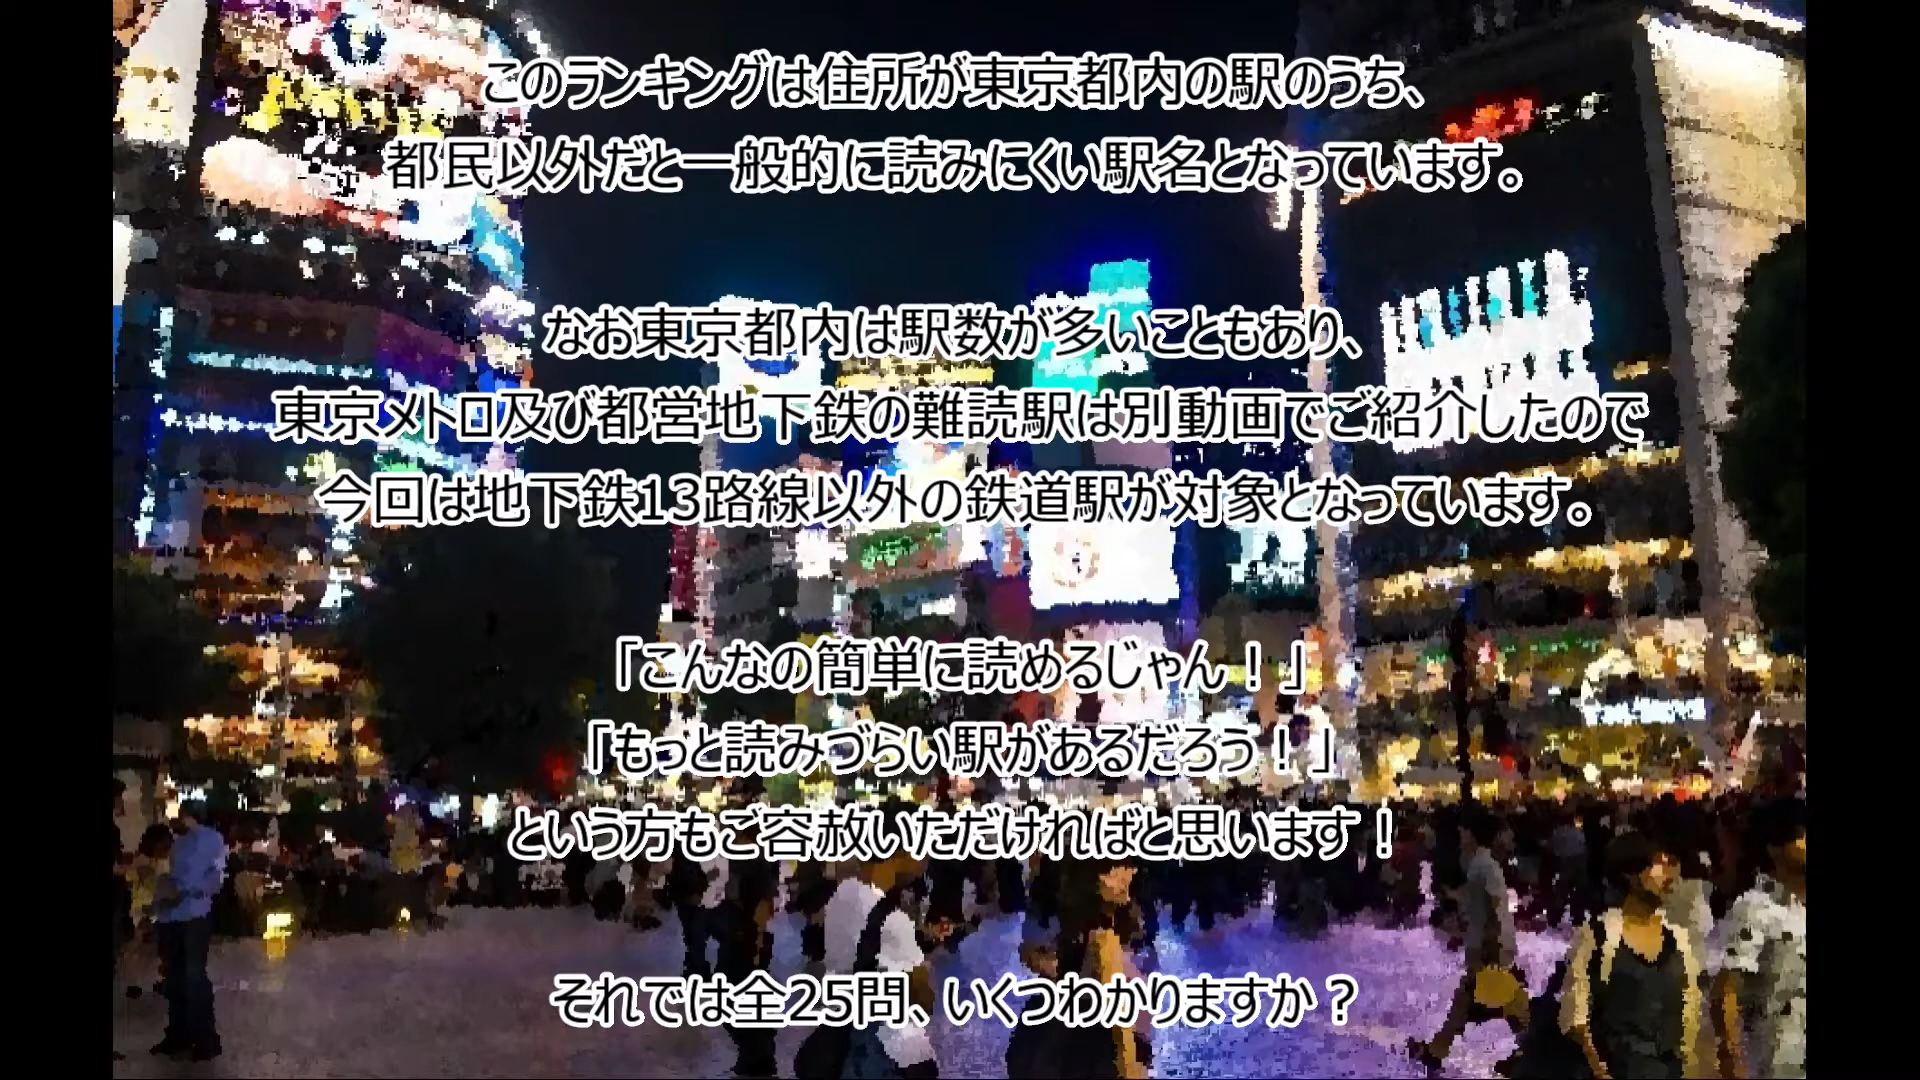 このランキングは住所が東京都内の駅のうち、
都民以外だと一般的に読みにくい駅名となっています。
なお東京都内は駅数が多いこともあり、
東京メトロ及び都営地下鉄の難読駅は別動画でご紹介したので
今回は地下鉄13路線以外の鉄道駅が対象となっています。
「こんなの簡単に読めるじゃん！」
「もっと読みづらい駅があるだろう！」
という方もご容赦いただければと思います！
それでは全25問、いくつわかりますか？